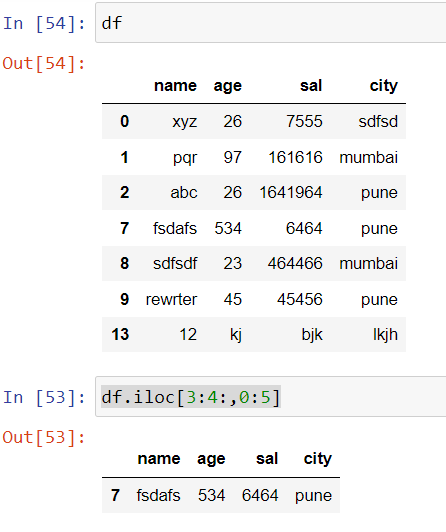 In [54]: df
Out[54]:
name age sal city
0 xyz 26 7555 sdfsd
1 pqr 97 161616 mumbai
2 abc 26 1641964 pune
7 fsdafs 534 6464 pune
8 sdfsdf 23 464466 mumbai
9 rewrter 45 45456 pune
13 12 kj bjk lkjh
In [53]: df.iloc[3:4:,0:5]
Out[53]:
name age sal city
7 fsdafs 534 6464 pune